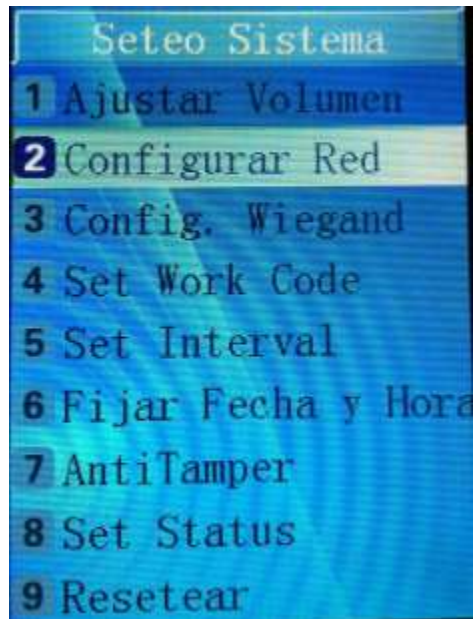 Seteo Sistema
1 Ajustar Volumen
2 Configurar Red
3 Config. Wiegand
4 Set Work Code
5 Set Interval
6 Fijar Fecha y Hora
7 AntiTamper
8 Set Status
9 Resetear